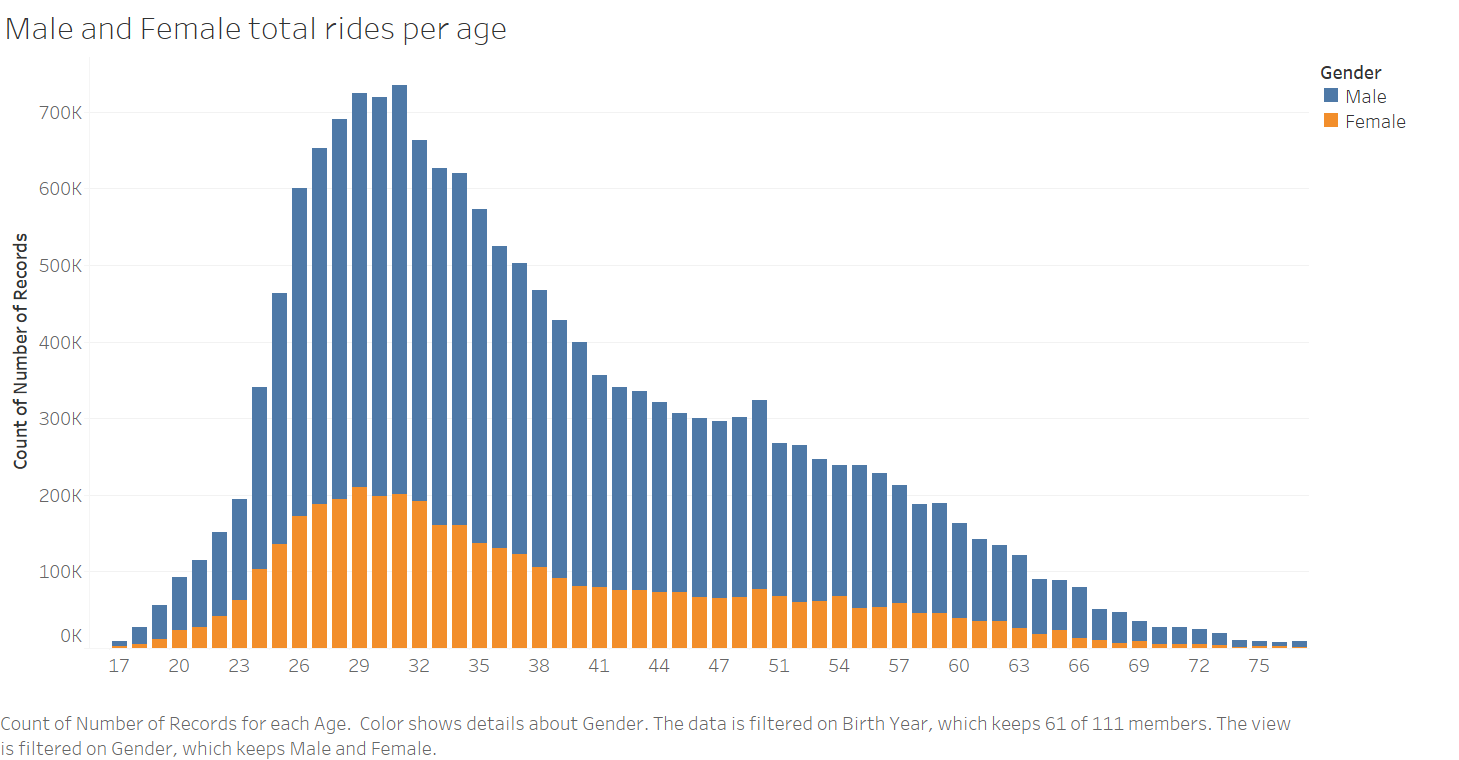 Male and Female total rides per age
Gender
Male
Female
Count of Number of Records
700K
600K
500K
400K
300K
200K
100K
0K
17 20 23 26 29 32 35 38 41 44 47 51 54 57 60 63 66 69 72 75
Count of Number of Records for each Age.  Color shows details about Gender. The data is filtered on Birth Year, which keeps 61 of 111 members. The view
is filtered on Gender, which keeps Male and Female.